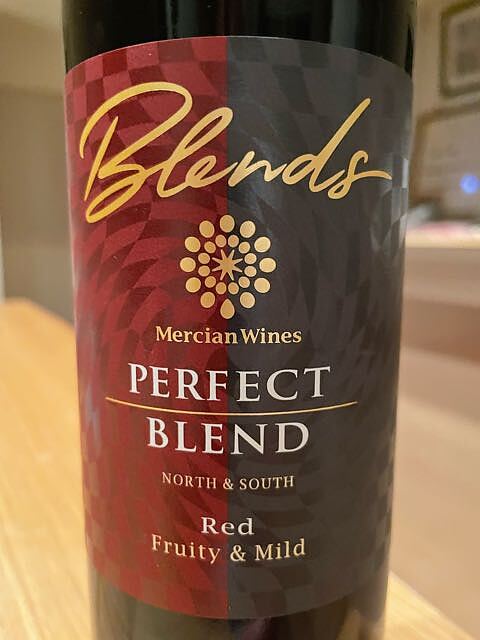 Blends
Mercian Wines
PERFECT
BLEND
NORTH & SOUTH
Red
Fruity & Mild